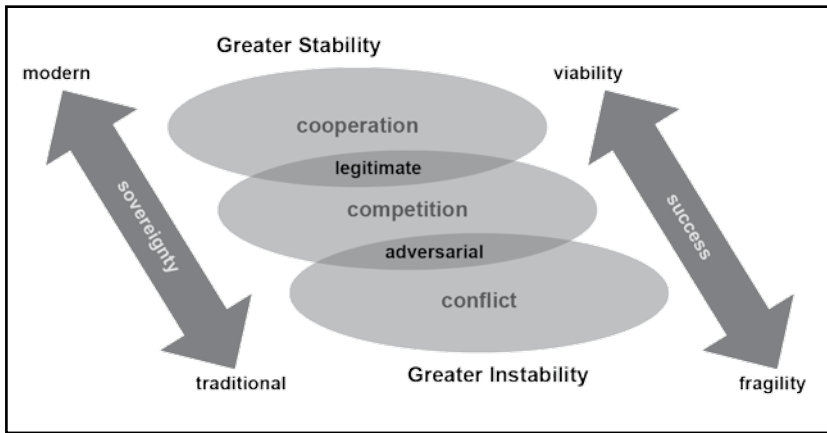 Greater Stability
modern
viability
cooperation
legitimate
sovereignty
competition
success
adversarial
conflict
Greater Instability
traditional
fragility